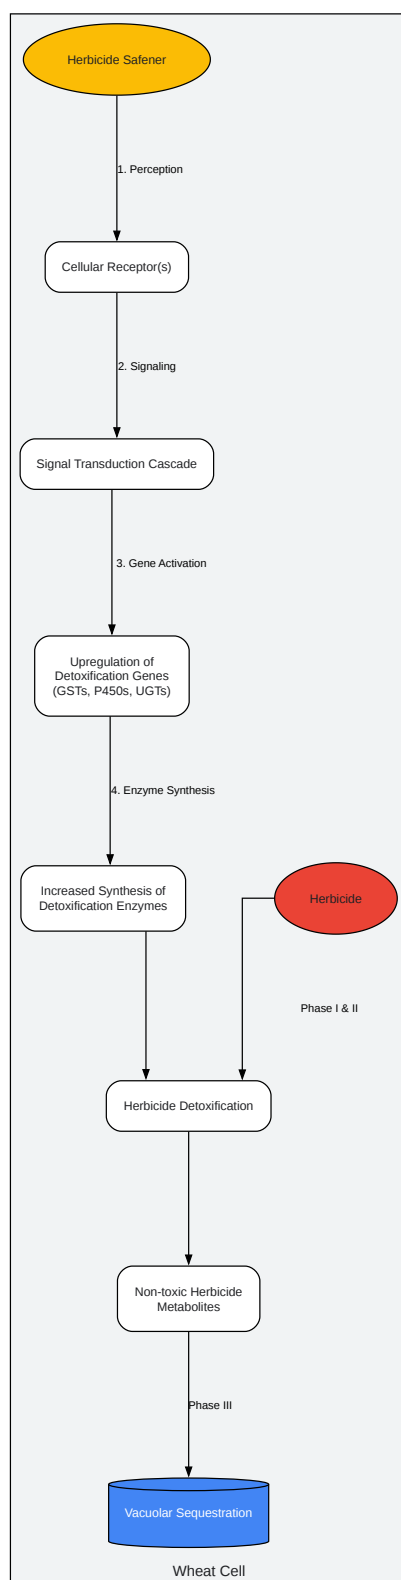 Herbicide Safener
1. Perception
Cellular Receptor(s)
2. Signaling
Signal Transduction Cascade
3. Gene Activation
Upregulation of
Detoxification Genes
(GSTs, P450s, UGTs)
4. Enzyme Synthesis
Increased Synthesis of
Detoxification Enzymes
Herbicide
Phase I & II
Herbicide Detoxification
Non-toxic Herbicide
Metabolites
Phase III
Vacuolar Sequestration
Wheat Cell